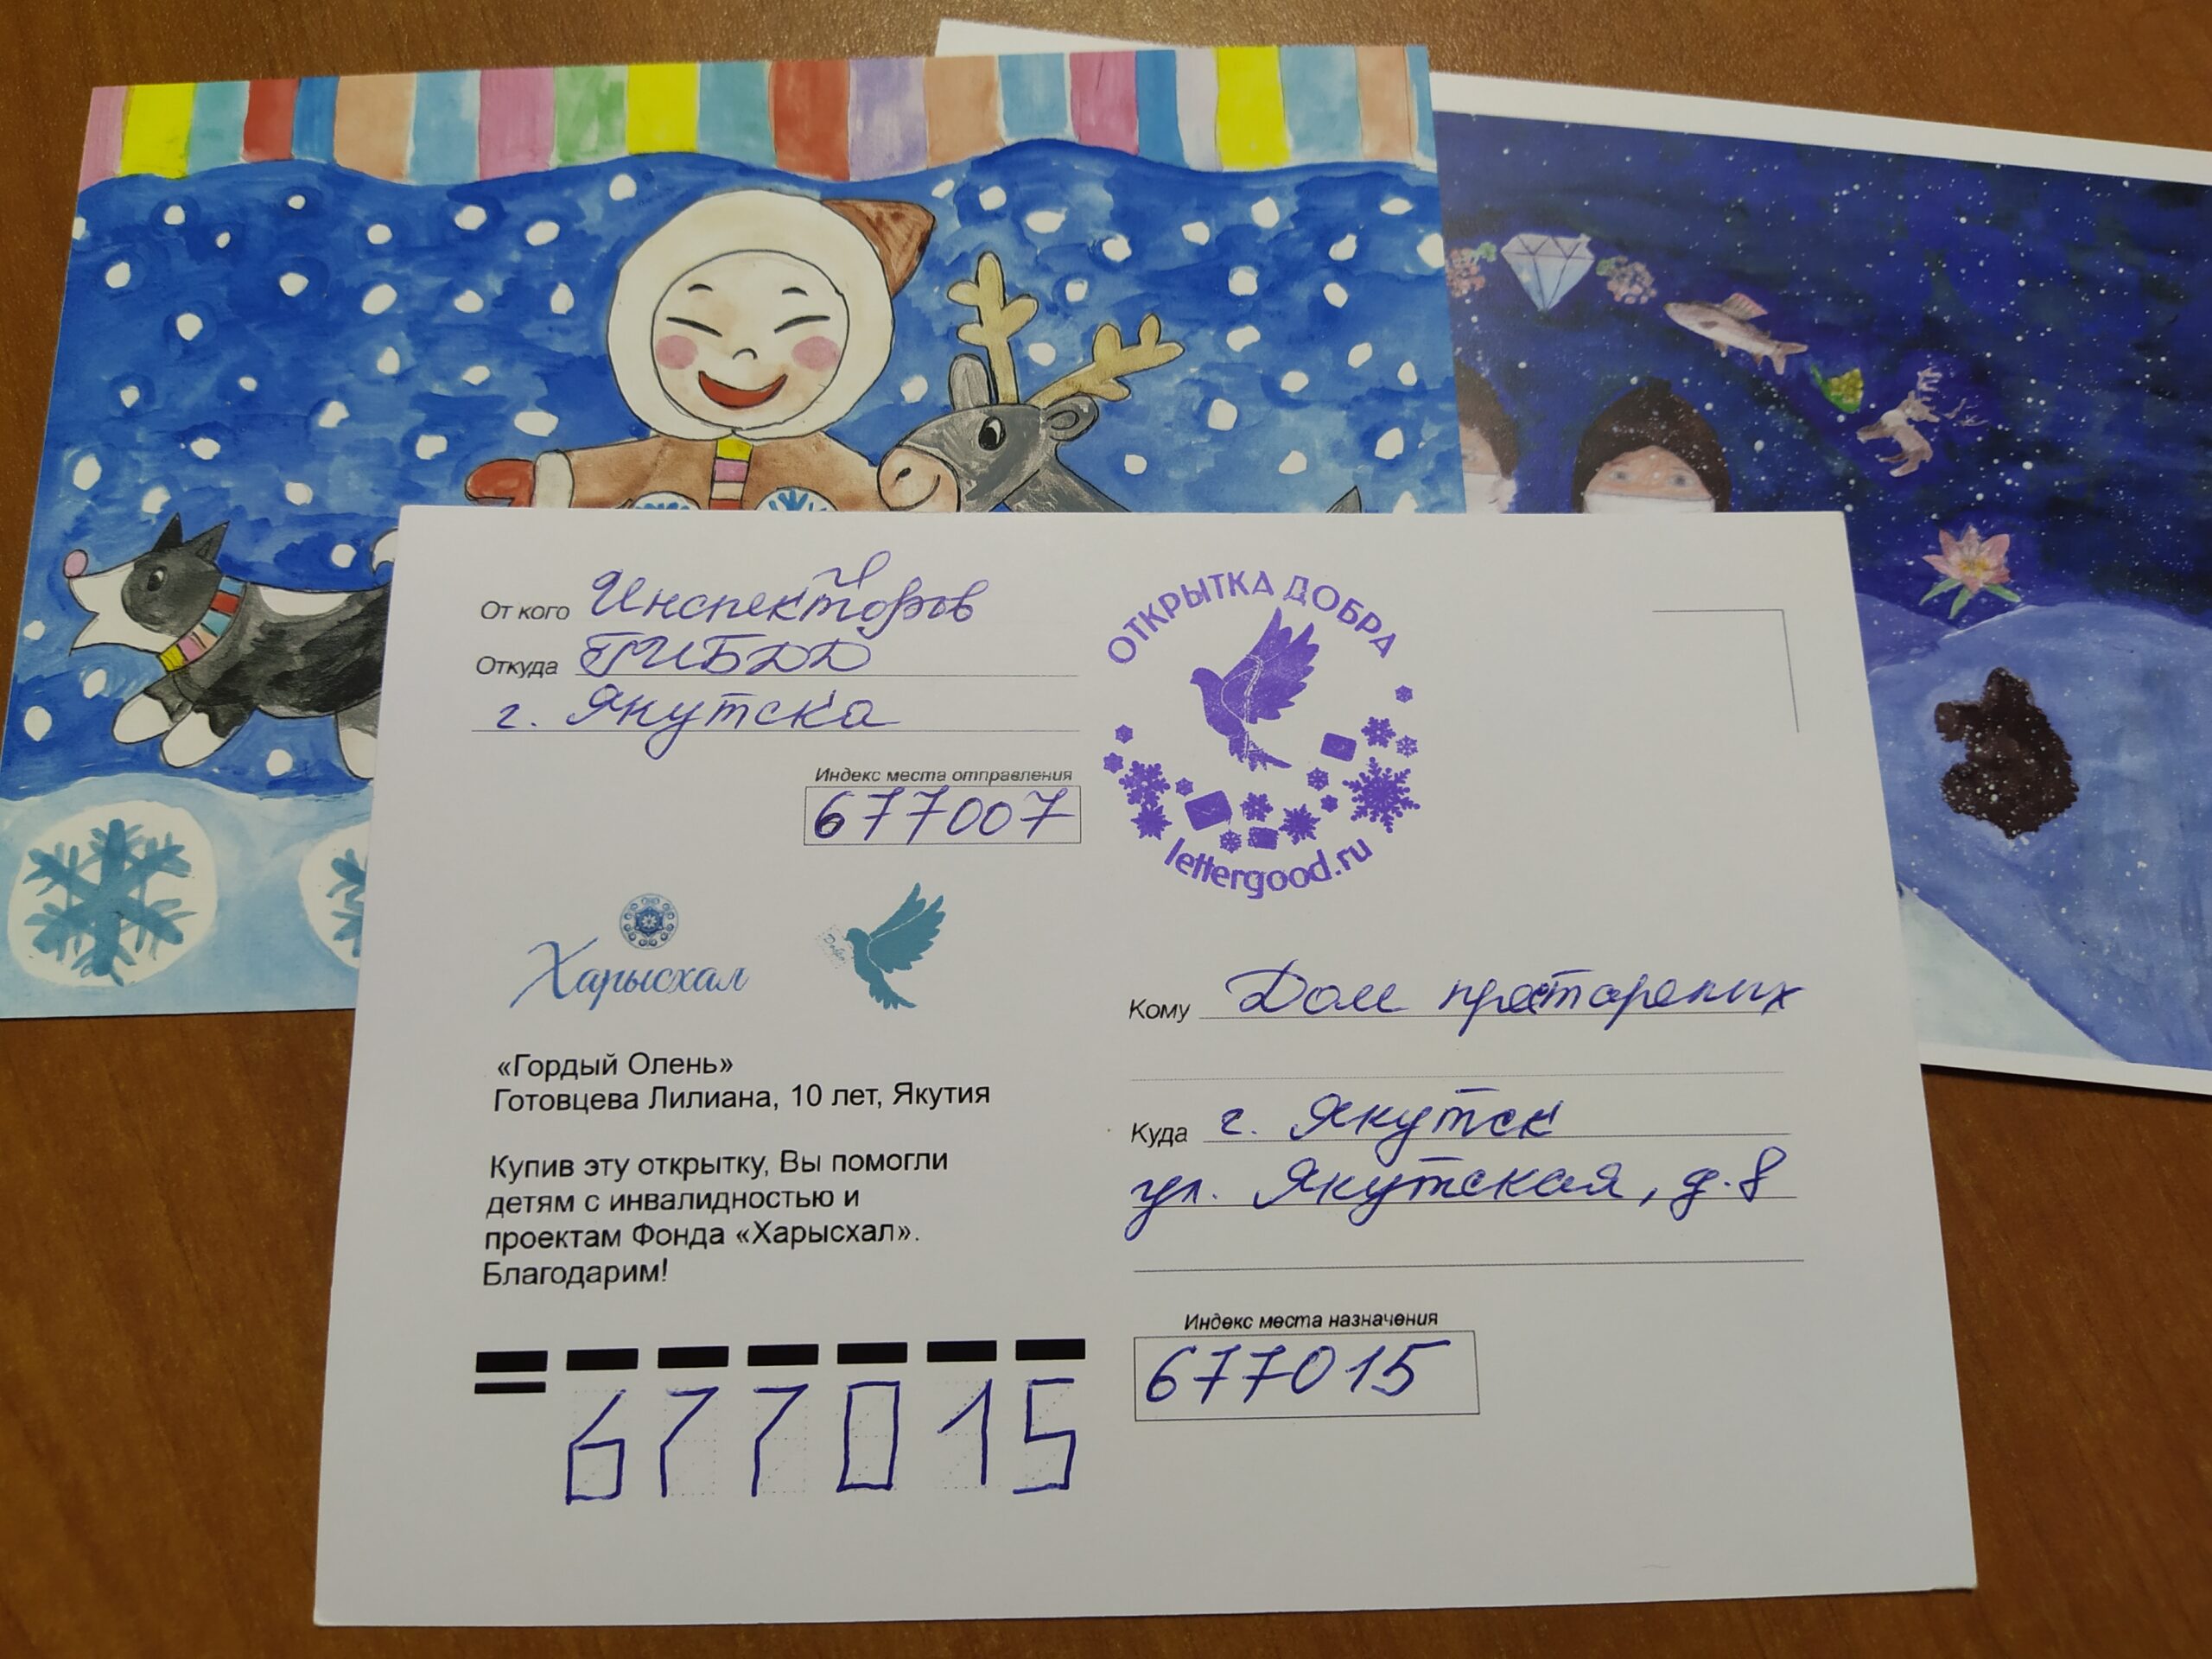 От кого Инспекторов
Откуда ГИБДД
г. Якутска
Индекс места отправления
677007
ОТКРЫТКА ДОБРА
lettergood.ru
Харысхал
«Гордый Олень»
Готовцева Лилиана, 10 лет, Якутия
Купив эту открытку, Вы помогли
детям с инвалидностью и
проектам Фонда «Харысхал».
Благодарим!
677015
Кому Дом престарелых
Куда г. Якутск
ул. Якутская, д. 8
Индекс места назначения
677015